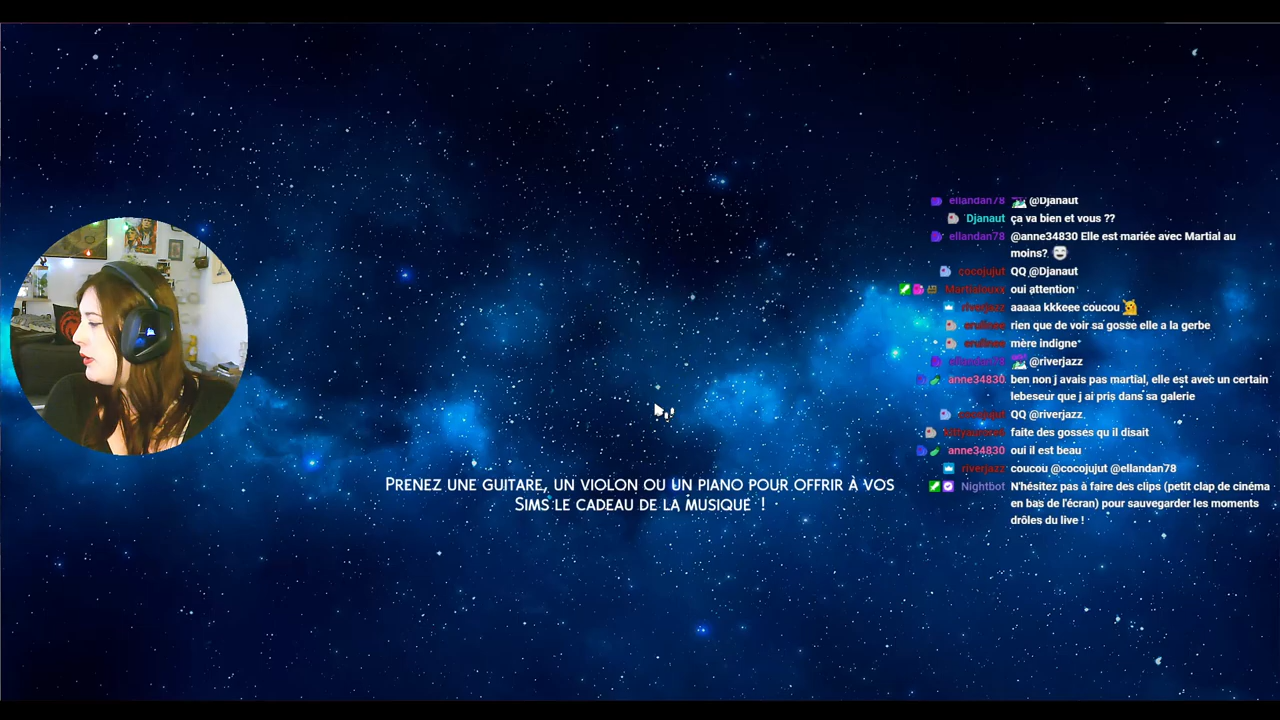 ellandan78 @Djanaut
Djanaut ça va bien et vous ??
ellandan78 @anne34830 Elle est mariée avec Martial au
moins?
cocojujut QQ @Djanaut
Martialouxx oui attention
riverjazz aaaaa kkkeee coucou
rien que de voir sa gosse elle a la gerbe
mère indigne"
ellandan78 @riverjazz
anne34830 ben non j avais pas martial, elle est avec un certain
lebeseur que j ai pris dans sa galerie
cocojujut QQ @riverjazz
faite des gosses qu il disait
anne34830 oui il est beau
riverjazz coucou @cocojujut @ellandan78
Nightbot N'hésitez pas à faire des clips (petit clap de cinéma
en bas de l'écran) pour sauvegarder les moments
drôles du live !
Prenez une guitare, un violon ou un piano pour offrir à vos
Sims le cadeau de la musique !